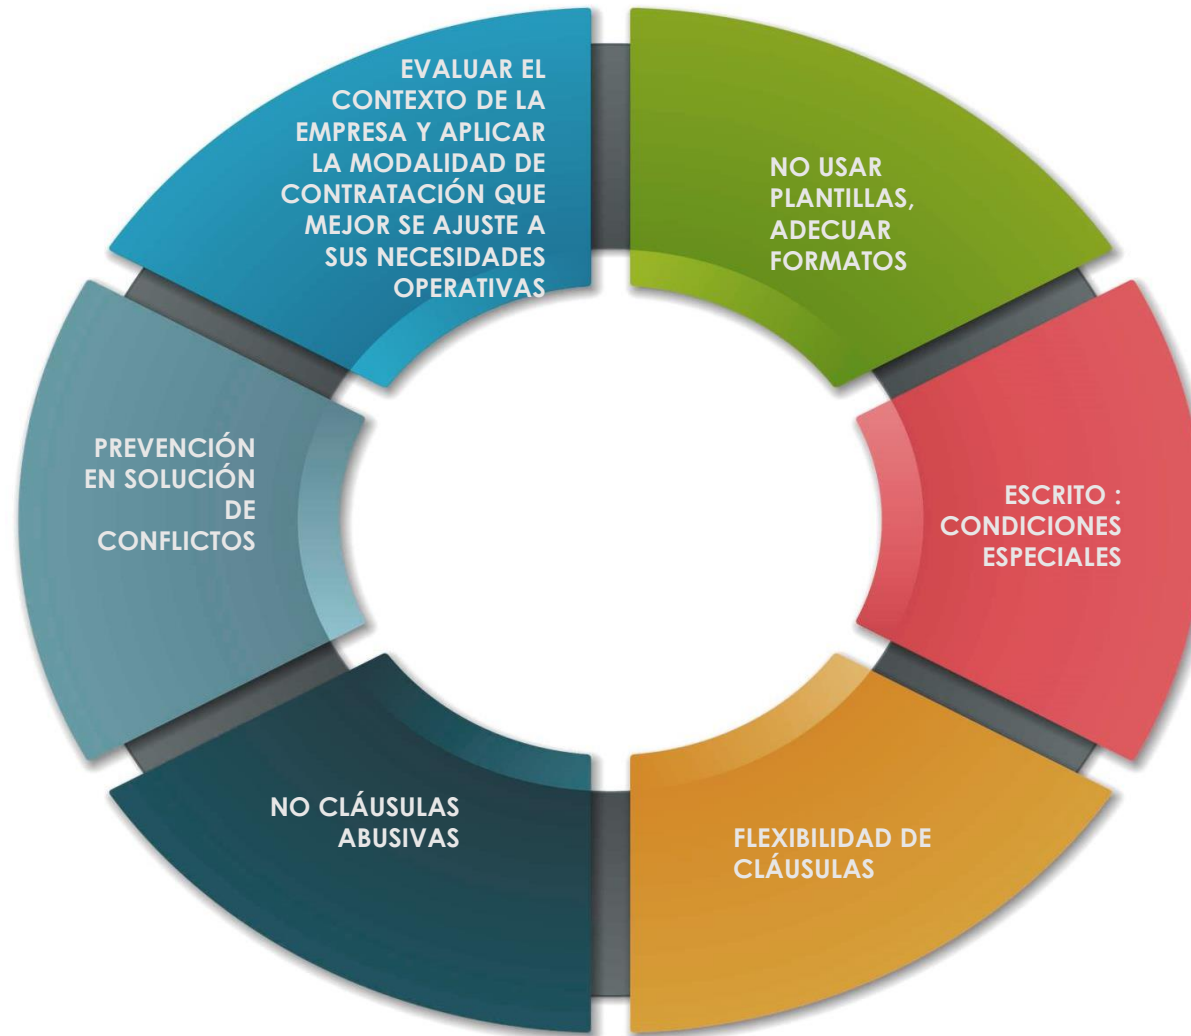 EVALUAR EL
CONTEXTO DE LA
EMPRESA Y APLICAR
LA MODALIDAD DE
CONTRATACIÓN QUE
MEJOR SE AJUSTE A
SUS NECESIDADES
OPERATIVAS
NO USAR
PLANTILLAS,
ADECUAR
FORMATOS
ESCRITO :
CONDICIONES
ESPECIALES
FLEXIBILIDAD DE
CLÁUSULAS
NO CLÁUSULAS
ABUSIVAS
PREVENCIÓN
EN SOLUCIÓN
DE
CONFLICTOS